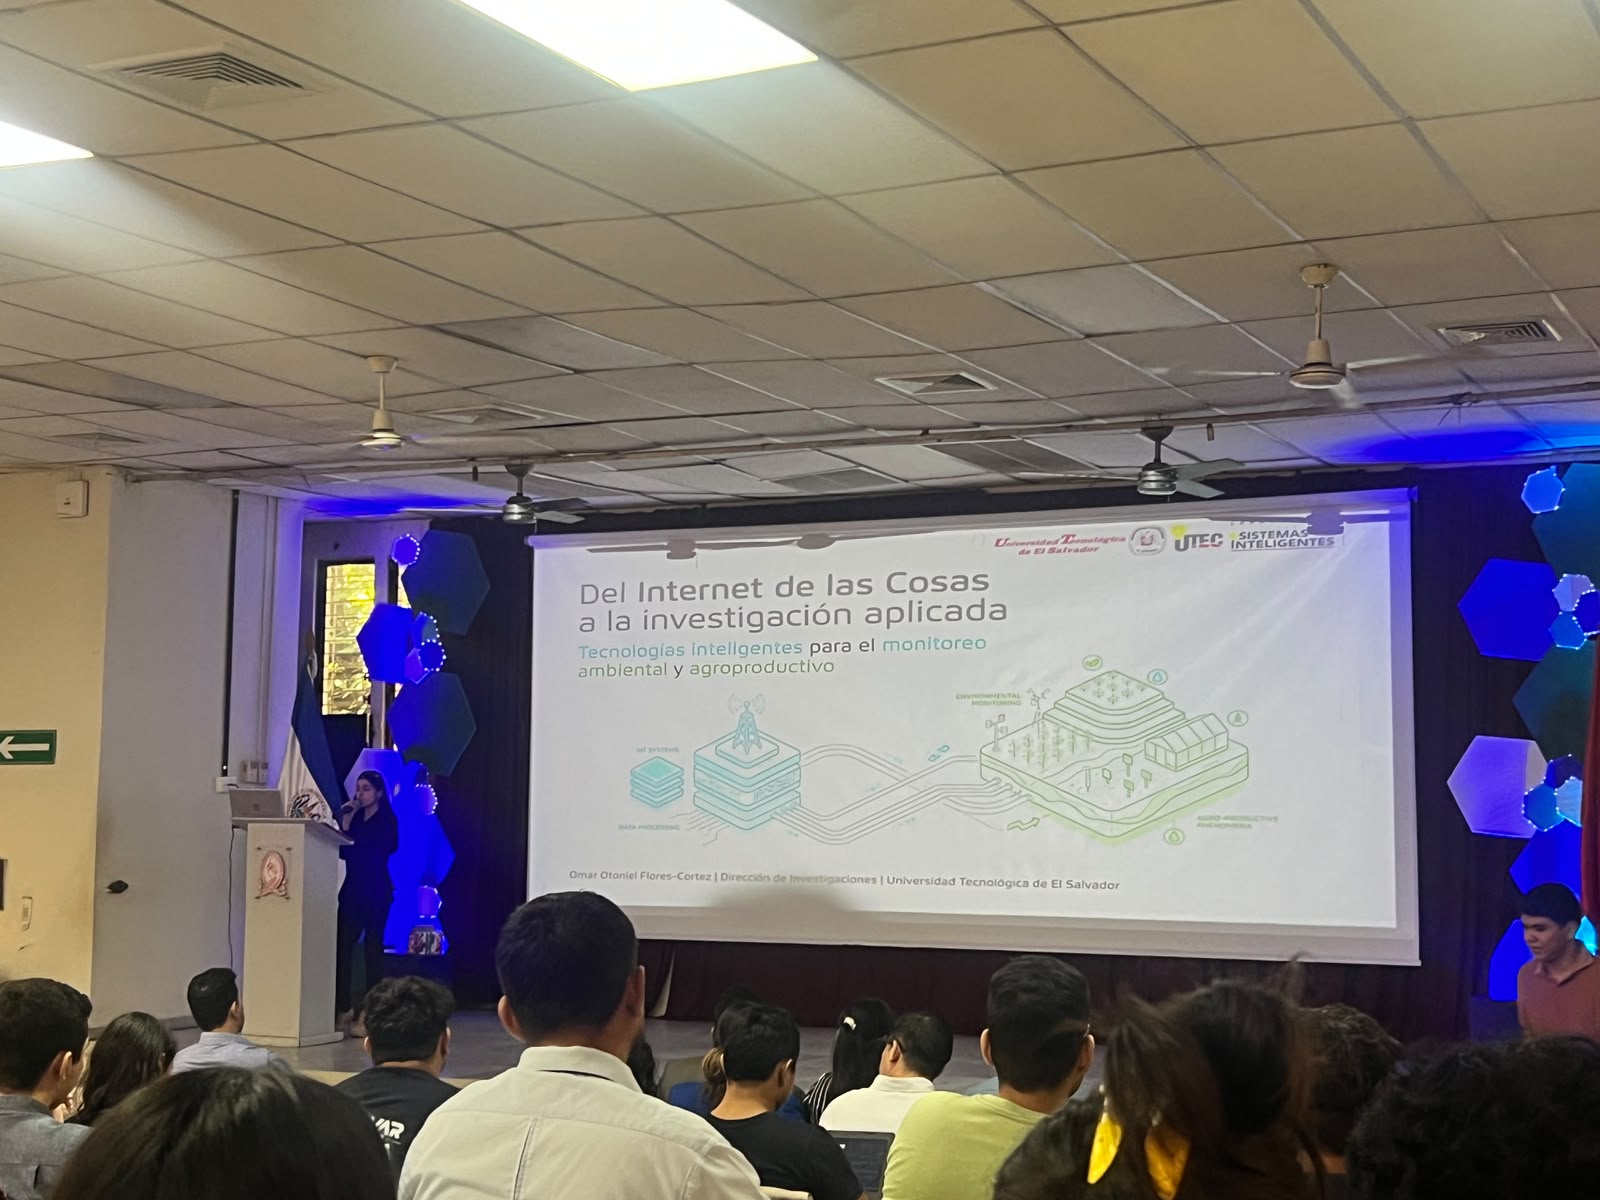 Universidad Tecnológica
de El Salvador
UTEC
SISTEMAS
INTELIGENTES
Del Internet de las Cosas
a la investigación aplicada
Tecnologías inteligentes para el monitoreo
ambiental y agroproductivo
ENVIRONMENTAL
MONITORING
IoT SYSTEMS
AGRO-PRODUCTIVE
PHENOMENA
Omar Otoniel Flores-Cortez | Dirección de Investigaciones | Universidad Tecnológica de El Salvador